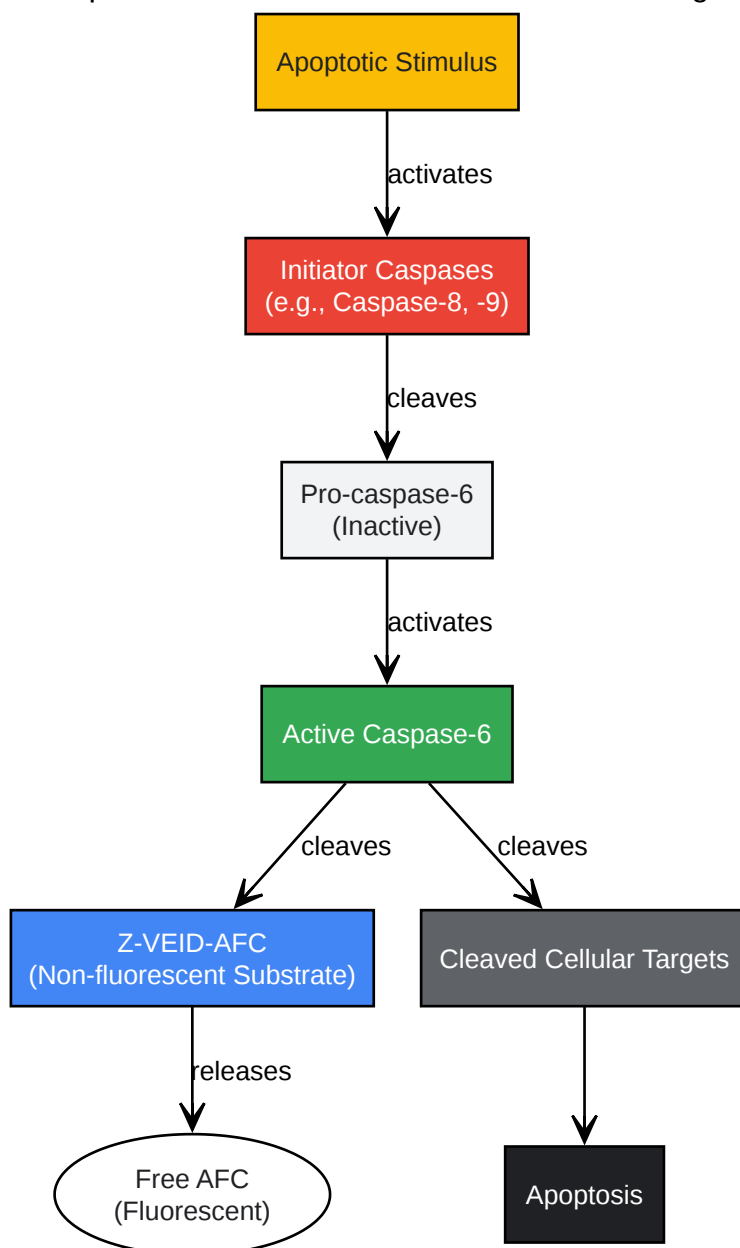 Apoptotic Stimulus
activates
Initiator Caspases
(e.g., Caspase-8, -9)
cleaves
Pro-caspase-6
(Inactive)
activates
Active Caspase-6
cleaves
cleaves
Z-VEID-AFC
(Non-fluorescent Substrate)
Cleaved Cellular Targets
releases
Free AFC
(Fluorescent)
Apoptosis